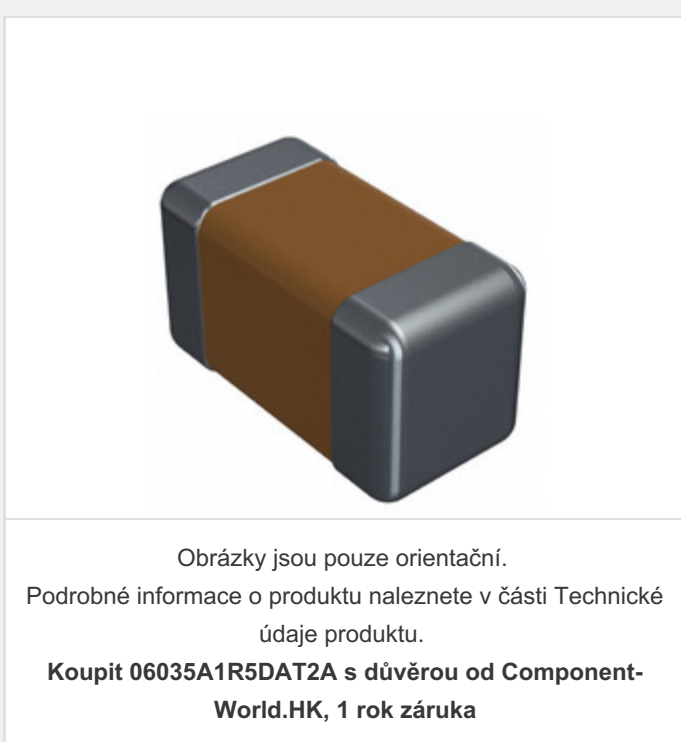 Obrázky jsou pouze orientační.
Podrobné informace o produktu naleznete v části Technické
údaje produktu.
Koupit 06035A1R5DAT2A s důvěrou od Component-
World.HK, 1 rok záruka